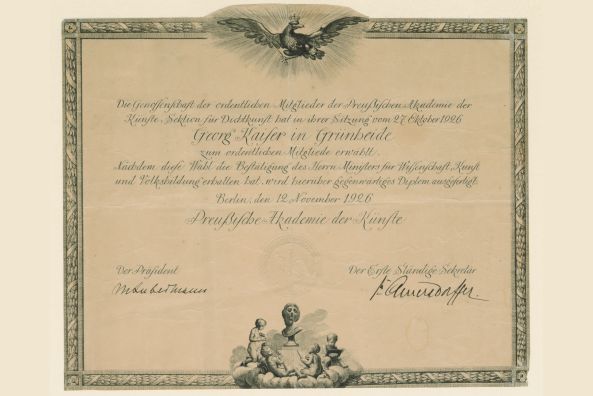 Die Genossenschaft der ordentlichen Mitglieder der Preußischen Akademie der
Künste, Sektion für Dichtkunst hat in ihrer Sitzung vom 27. Oktober 1926
Georg Kaiser in Grünheide
zum ordentlichen Mitgliede erwählt.
Nachdem diese Wahl die Bestätigung des Herrn Ministers für Wissenschaft, Kunst
und Volksbildung erhalten hat, wird hierüber gegenwärtiges Diplom ausgefertigt.
Berlin, den 12. November 1926
Preußische Akademie der Künste
Der Präsident
Der Erste Ständige Sekretär
M Liebermann
Amersdorffer.